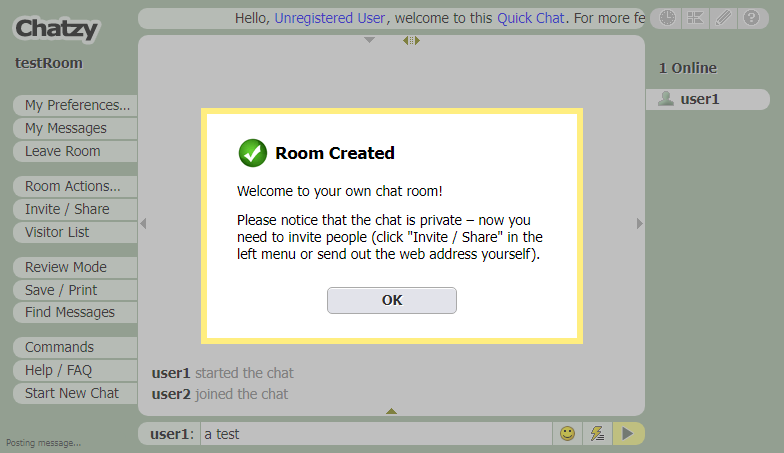 Chatzy
Hello, Unregistered User, welcome to this Quick Chat. For more fe
testRoom
1 Online
user1
My Preferences...
My Messages
Leave Room
Room Actions...
Invite / Share
Visitor List
Review Mode
Save / Print
Find Messages
Commands
Help / FAQ
Start New Chat
Room Created
Welcome to your own chat room!
Please notice that the chat is private – now you
need to invite people (click "Invite / Share" in the
left menu or send out the web address yourself).
OK
user1 started the chat
user2 joined the chat
user1: a test
Posting message...